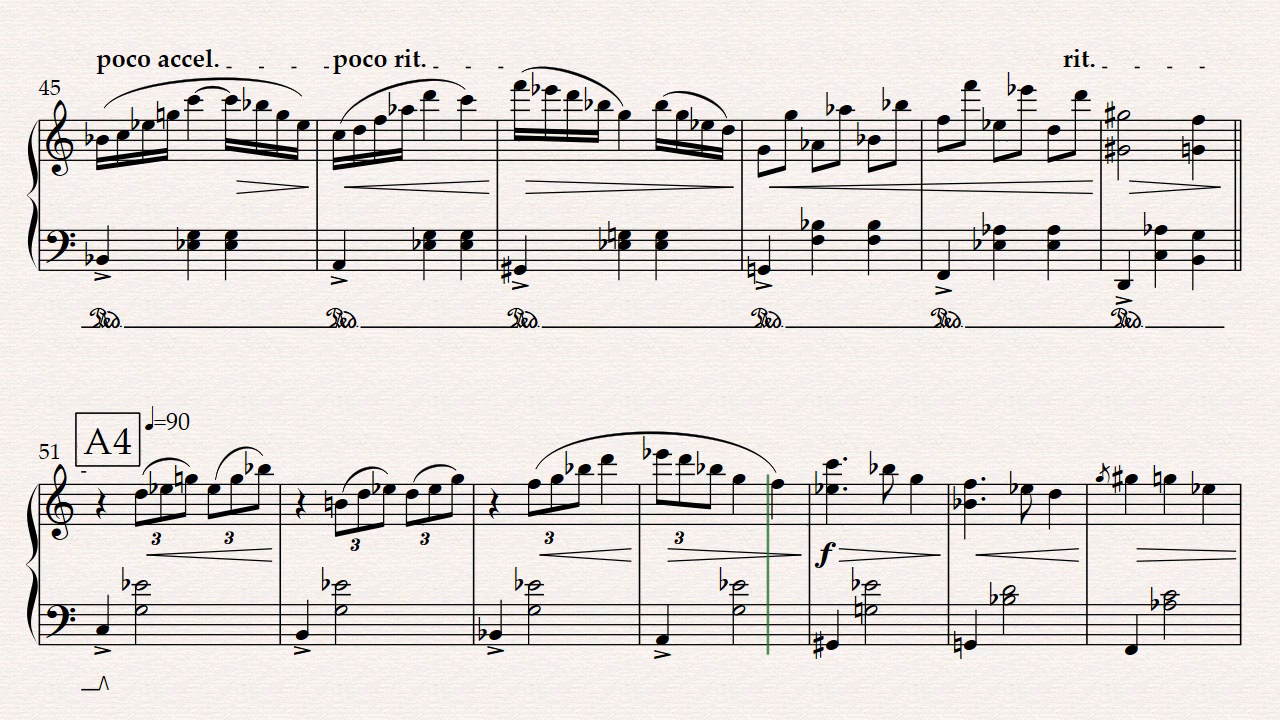 poco accel. poco rit. rit.
45
51
A4 =90
3 3 3 3 3 3
f